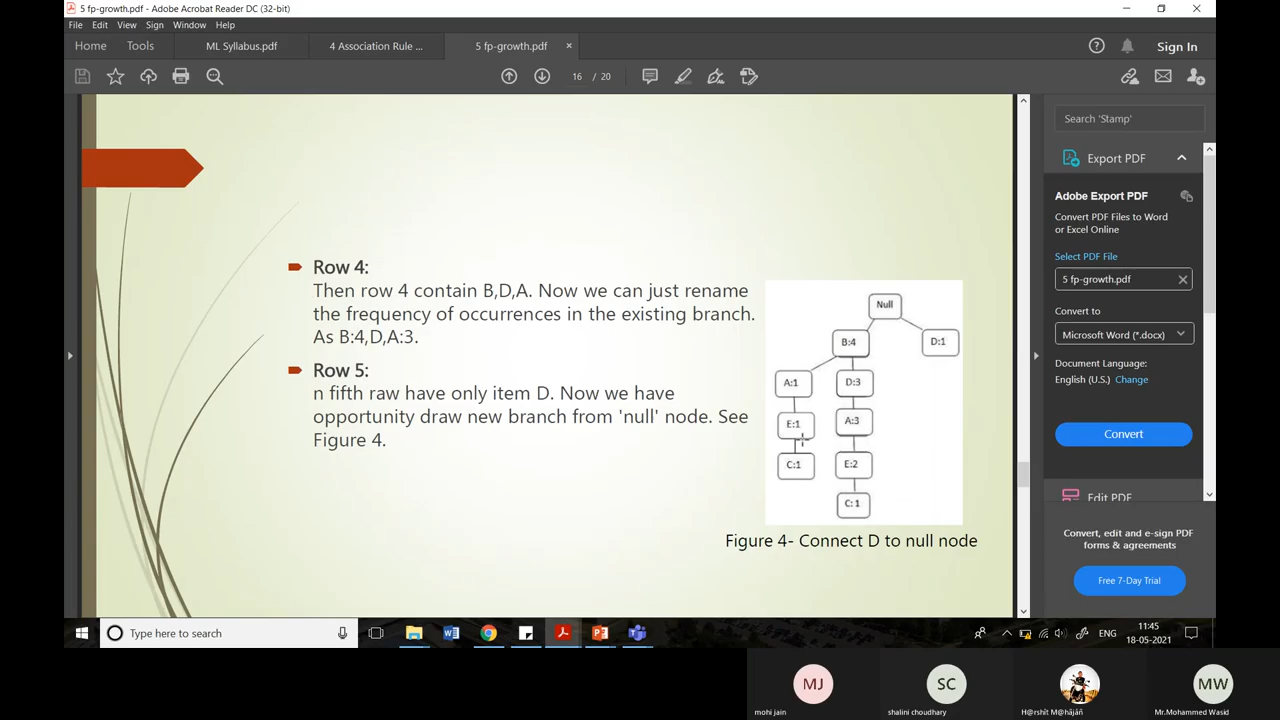 5 fp-growth.pdf - Adobe Acrobat Reader DC (32-bit)
File Edit View Sign Window Help
Home Tools ML Syllabus.pdf 4 Association Rule ... 5 fp-growth.pdf × Sign In
16 / 20
Search 'Stamp'
Export PDF
Adobe Export PDF
Convert PDF Files to Word
or Excel Online
Select PDF File
5 fp-growth.pdf
Convert to
Microsoft Word (*.docx)
Document Language:
English (U.S.) Change
Convert
Edit PDF
Convert, edit and e-sign PDF
forms & agreements
Free 7-Day Trial
Row 4:
Then row 4 contain B,D,A. Now we can just rename
the frequency of occurrences in the existing branch.
As B:4,D,A:3.
Row 5:
n fifth raw have only item D. Now we have
opportunity draw new branch from 'null' node. See
Figure 4.
Null
B:4 D:1
A:1 D:3
E:1 A:3
C:1 E:2
C:1
Figure 4- Connect D to null node
Type here to search
ENG
11:45
18-05-2021
MJ SC MW
mohi jain shalini choudhary H@rshît M@hãjáñ Mr.Mohammed Wasid